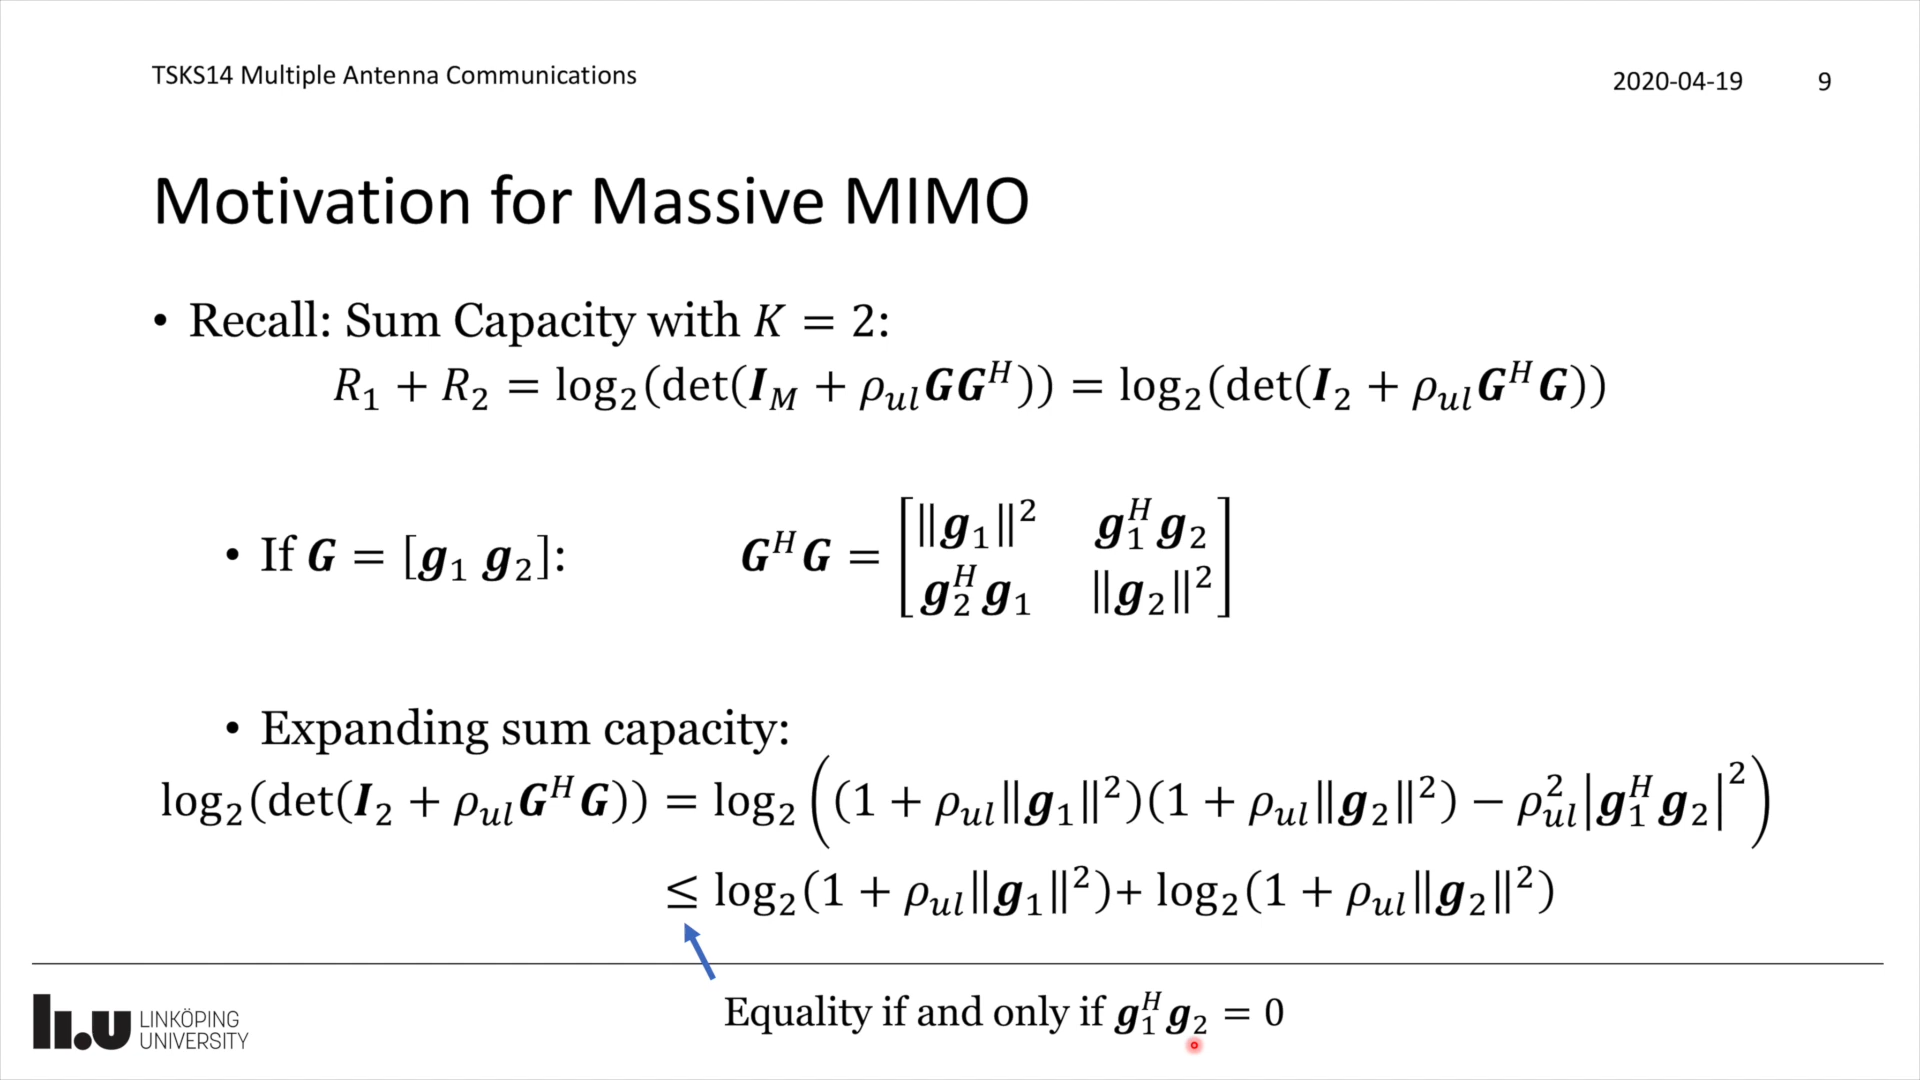 TSKS14 Multiple Antenna Communications
2020-04-19 9
Motivation for Massive MIMO
• Recall: Sum Capacity with K = 2:
R₁ + R₂ = log₂(det(I_M + ρ_ul GG^H)) = log₂(det(I₂ + ρ_ul G^H G))
• If G = [g₁ g₂]: G^H G = [‖g₁‖² g₁^H g₂
g₂^H g₁ ‖g₂‖²]
• Expanding sum capacity:
log₂(det(I₂ + ρ_ul G^H G)) = log₂((1 + ρ_ul‖g₁‖²)(1 + ρ_ul‖g₂‖²) − ρ_ul²|g₁^H g₂|²)
≤ log₂(1 + ρ_ul‖g₁‖²)+ log₂(1 + ρ_ul‖g₂‖²)
Equality if and only if g₁^H g₂ = 0
li.u LINKÖPING
UNIVERSITY